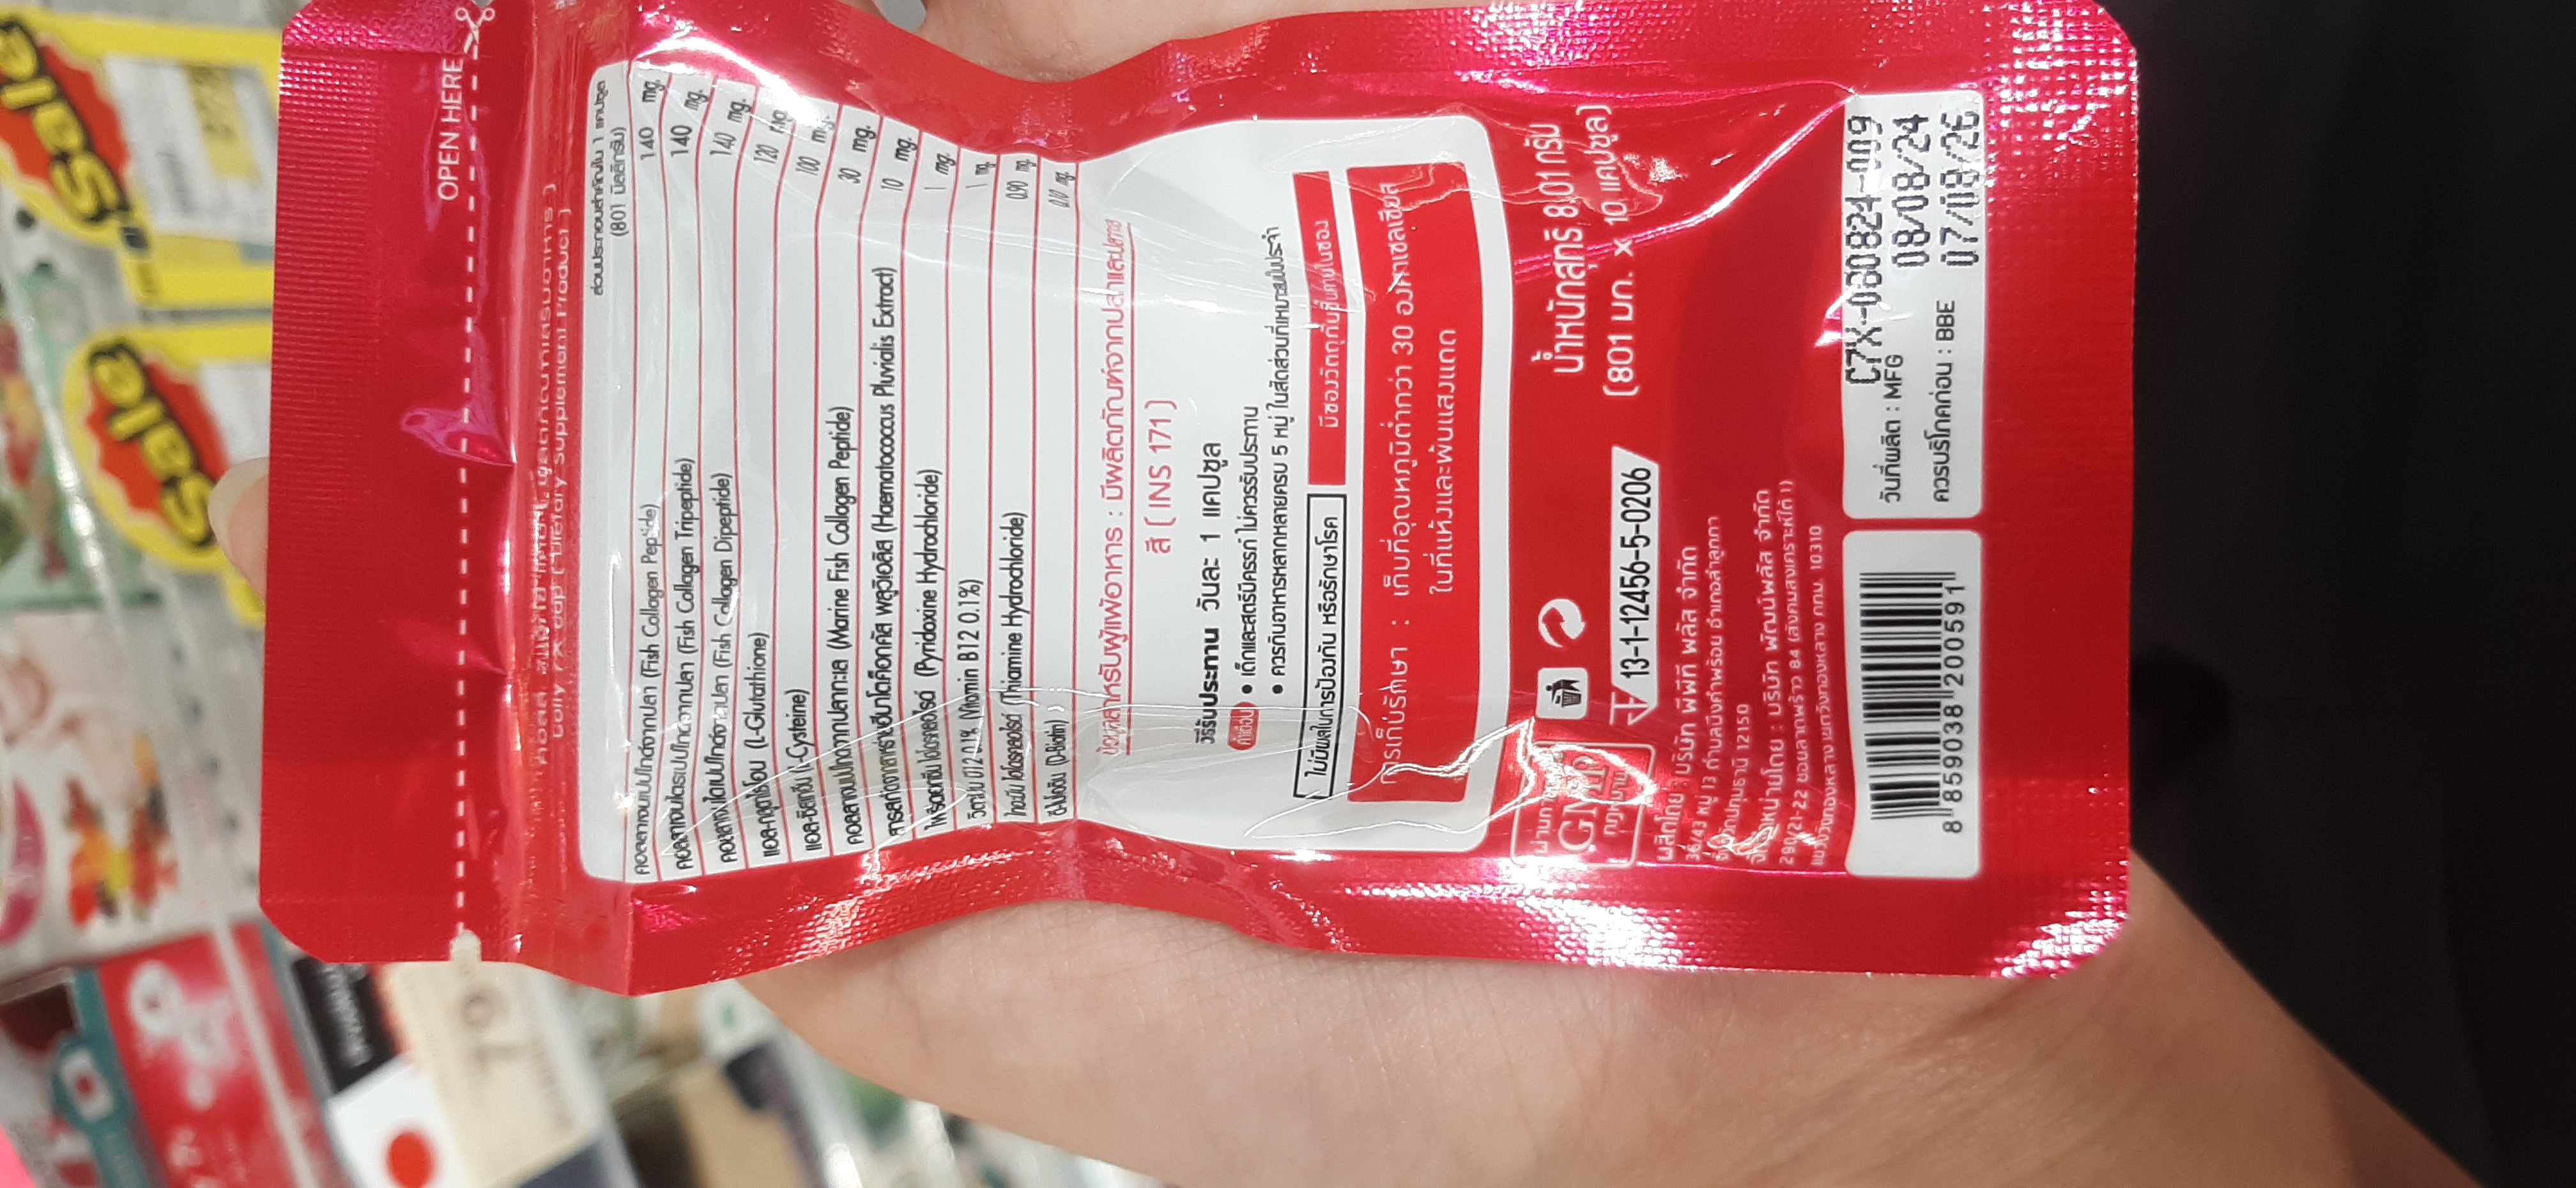 Sale
Sale
79
OPEN HERE
Colly 7X cap ( Dietary Supplement Product )
ส่วนประกอบสำคัญใน 1 แคปซูล
(801 มิลลิกรัม)
คอลลาเจนเปปไทด์จากปลา (Fish Collagen Peptide) 140 mg.
คอลลาเจนไตรเปปไทด์จากปลา (Fish Collagen Tripeptide) 140 mg.
คอลลาเจนไดเปปไทด์จากปลา (Fish Collagen Dipeptide) 140 mg.
แอล-กลูตาไธโอน (L-Glutathione) 120 mg.
แอล-ซิสเทอีน (L-Cysteine) 100 mg.
คอลลาเจนเปปไทด์จากปลาทะเล (Marine Fish Collagen Peptide) 30 mg.
สารสกัดจากสาหร่ายฮีมาโตค็อกคัส พลูวิเอลิส (Haematococcus Pluvialis Extract) 10 mg.
ไพริดอกซีน ไฮโดรคลอไรด์ (Pyridoxine Hydrochloride) 1 mg.
วิตามิน บี12 0.1% (Vitamin B12 0.1%) 1 mg.
ไทอะมีน ไฮโดรคลอไรด์ (Thiamine Hydrochloride) 0.90 mg.
ดี-ไบโอติน (D-Biotin) 0.10 mg.
ข้อมูลสำหรับผู้แพ้อาหาร : มีผลิตภัณฑ์จากปลาและปลาทะเล
สี ( INS 171 )
วิธีรับประทาน วันละ 1 แคปซูล
คำเตือน • เด็กและสตรีมีครรภ์ ไม่ควรรับประทาน
• ควรกินอาหารหลากหลายครบ 5 หมู่ ในสัดส่วนที่เหมาะสมเป็นประจำ
ไม่มีผลในการป้องกัน หรือรักษาโรค
มีซองวัตถุกันชื้นภายในซอง
การเก็บรักษา : เก็บที่อุณหภูมิต่ำกว่า 30 องศาเซลเซียส
ในที่แห้งและพ้นแสงแดด
GMP
กฎหมาย
น้ำหนักสุทธิ 8.01 กรัม
(801 มก. x 10 แคปซูล)
13-1-12456-5-0206
ผลิตโดย : บริษัท พีพีที พลัส จำกัด
36/43 หมู่ 13 ตำบลบึงคำพร้อย อำเภอลำลูกกา
จังหวัดปทุมธานี 12150
จัดจำหน่ายโดย : บริษัท พัฒน์พลัส จำกัด
290/21-22 ซอยลาดพร้าว 84 (สังคมสงเคราะห์ใต้ 1)
แขวงวังทองหลาง เขตวังทองหลาง กทม. 10310
8 859038 200591
C7X-080824-009
วันที่ผลิต : MFG 08/08/24
ควรบริโภคก่อน : BBE 07/08/26